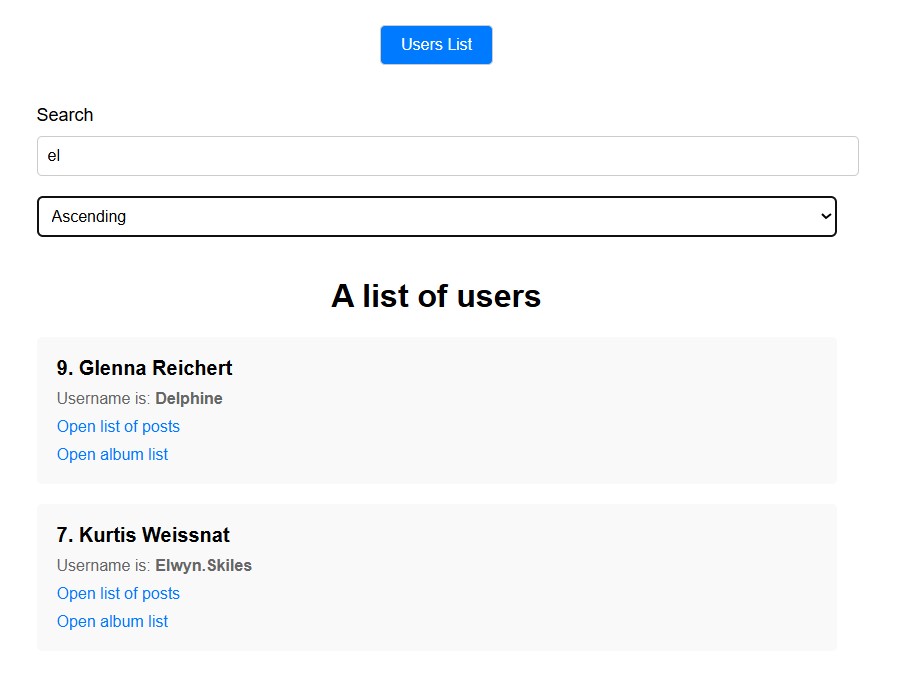 Users List
Search
el
Ascending
A list of users
9. Glenna Reichert
Username is: Delphine
Open list of posts
Open album list
7. Kurtis Weissnat
Username is: Elwyn.Skiles
Open list of posts
Open album list